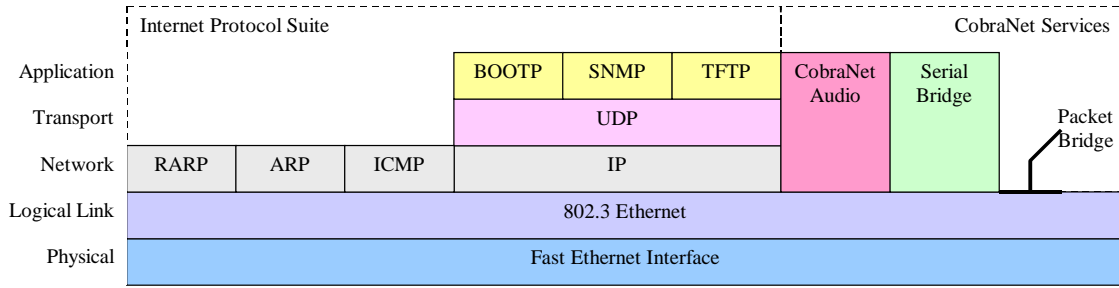 Internet Protocol Suite
CobraNet Services
Application
BOOTP
SNMP
TFTP
CobraNet
Audio
Serial
Bridge
Transport
UDP
Packet
Bridge
Network
RARP
ARP
ICMP
IP
Logical Link
802.3 Ethernet
Physical
Fast Ethernet Interface